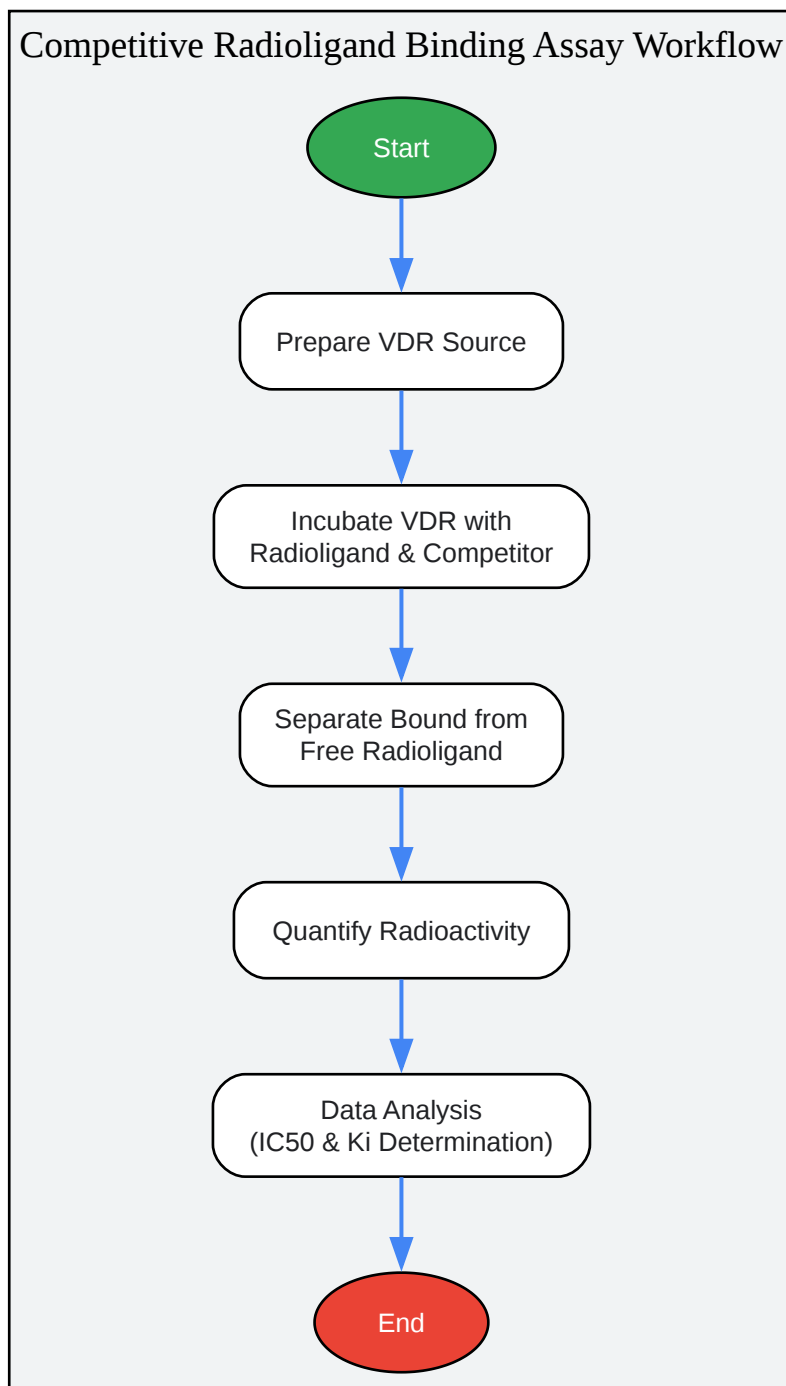 Competitive Radioligand Binding Assay Workflow
Start
Prepare VDR Source
Incubate VDR with
Radioligand & Competitor
Separate Bound from
Free Radioligand
Quantify Radioactivity
Data Analysis
(IC50 & Ki Determination)
End